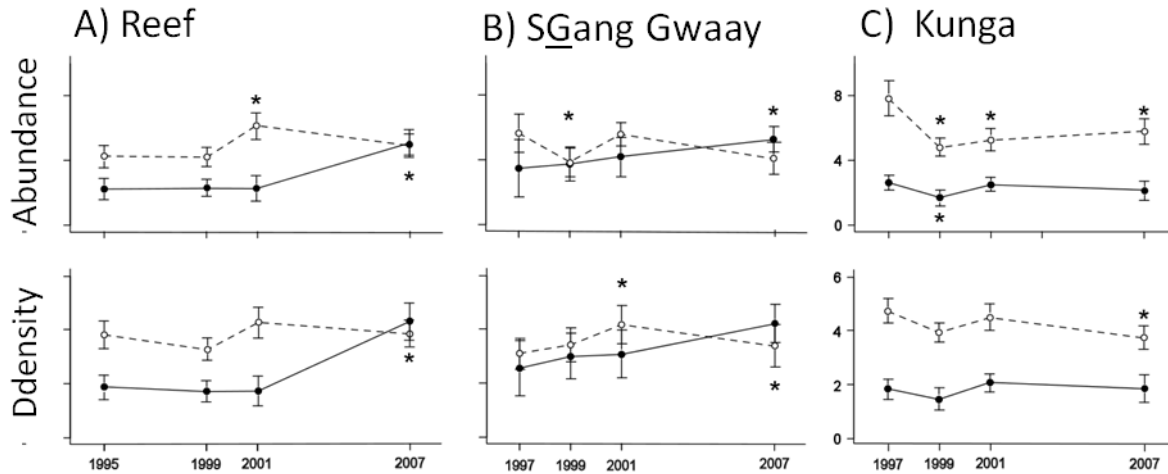 A) Reef
B) SGang Gwaay
C) Kunga
Abundance
*
*
*
*
8
4
0
*
*
*
*
Ddensity
*
*
*
6
4
2
0
*
1995 1999 2001 2007
1997 1999 2001 2007
1997 1999 2001 2007